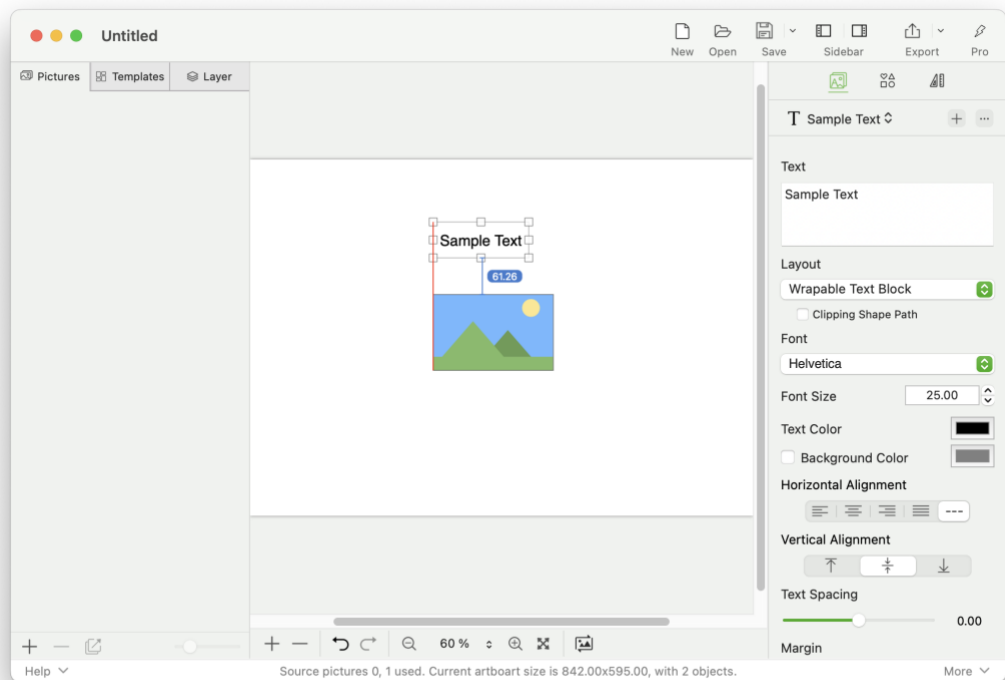 Untitled
New Open Save Sidebar Export Pro
Pictures Templates Layer
T Sample Text
Text
Sample Text
Layout
Wrapable Text Block
Clipping Shape Path
Font
Helvetica
Font Size 25.00
Text Color
Background Color
Horizontal Alignment
Vertical Alignment
Text Spacing
0.00
Margin
Sample Text
61.26
60 %
Help
Source pictures 0, 1 used. Current artboart size is 842.00x595.00, with 2 objects.
More